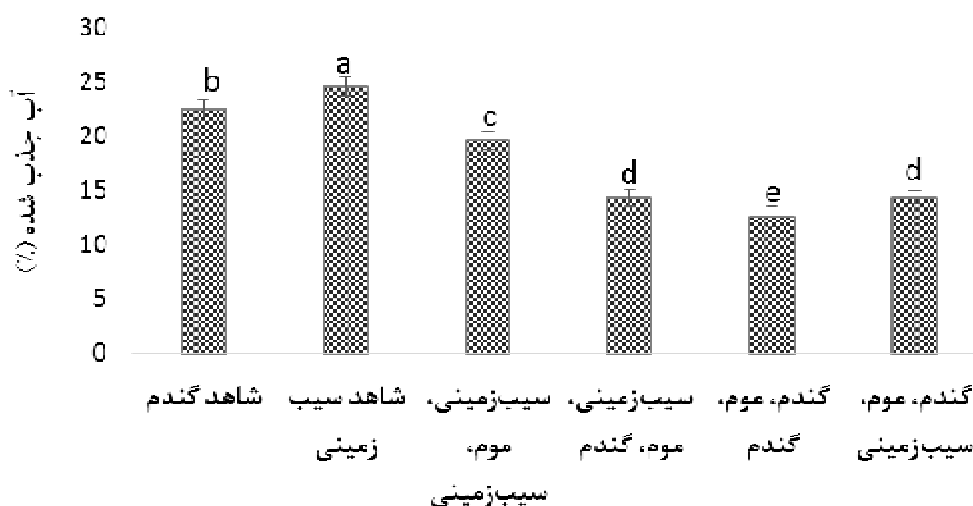 30
25
20
15
10
5
0
آب جذب شده (٪)
b
a
c
d
e
d
شاهد گندم
شاهد سیب
زمینی
سیب‌زمینی،
موم،
سیب‌زمینی
سیب‌زمینی،
موم، گندم
گندم، موم،
گندم
گندم، موم،
سیب‌زمینی